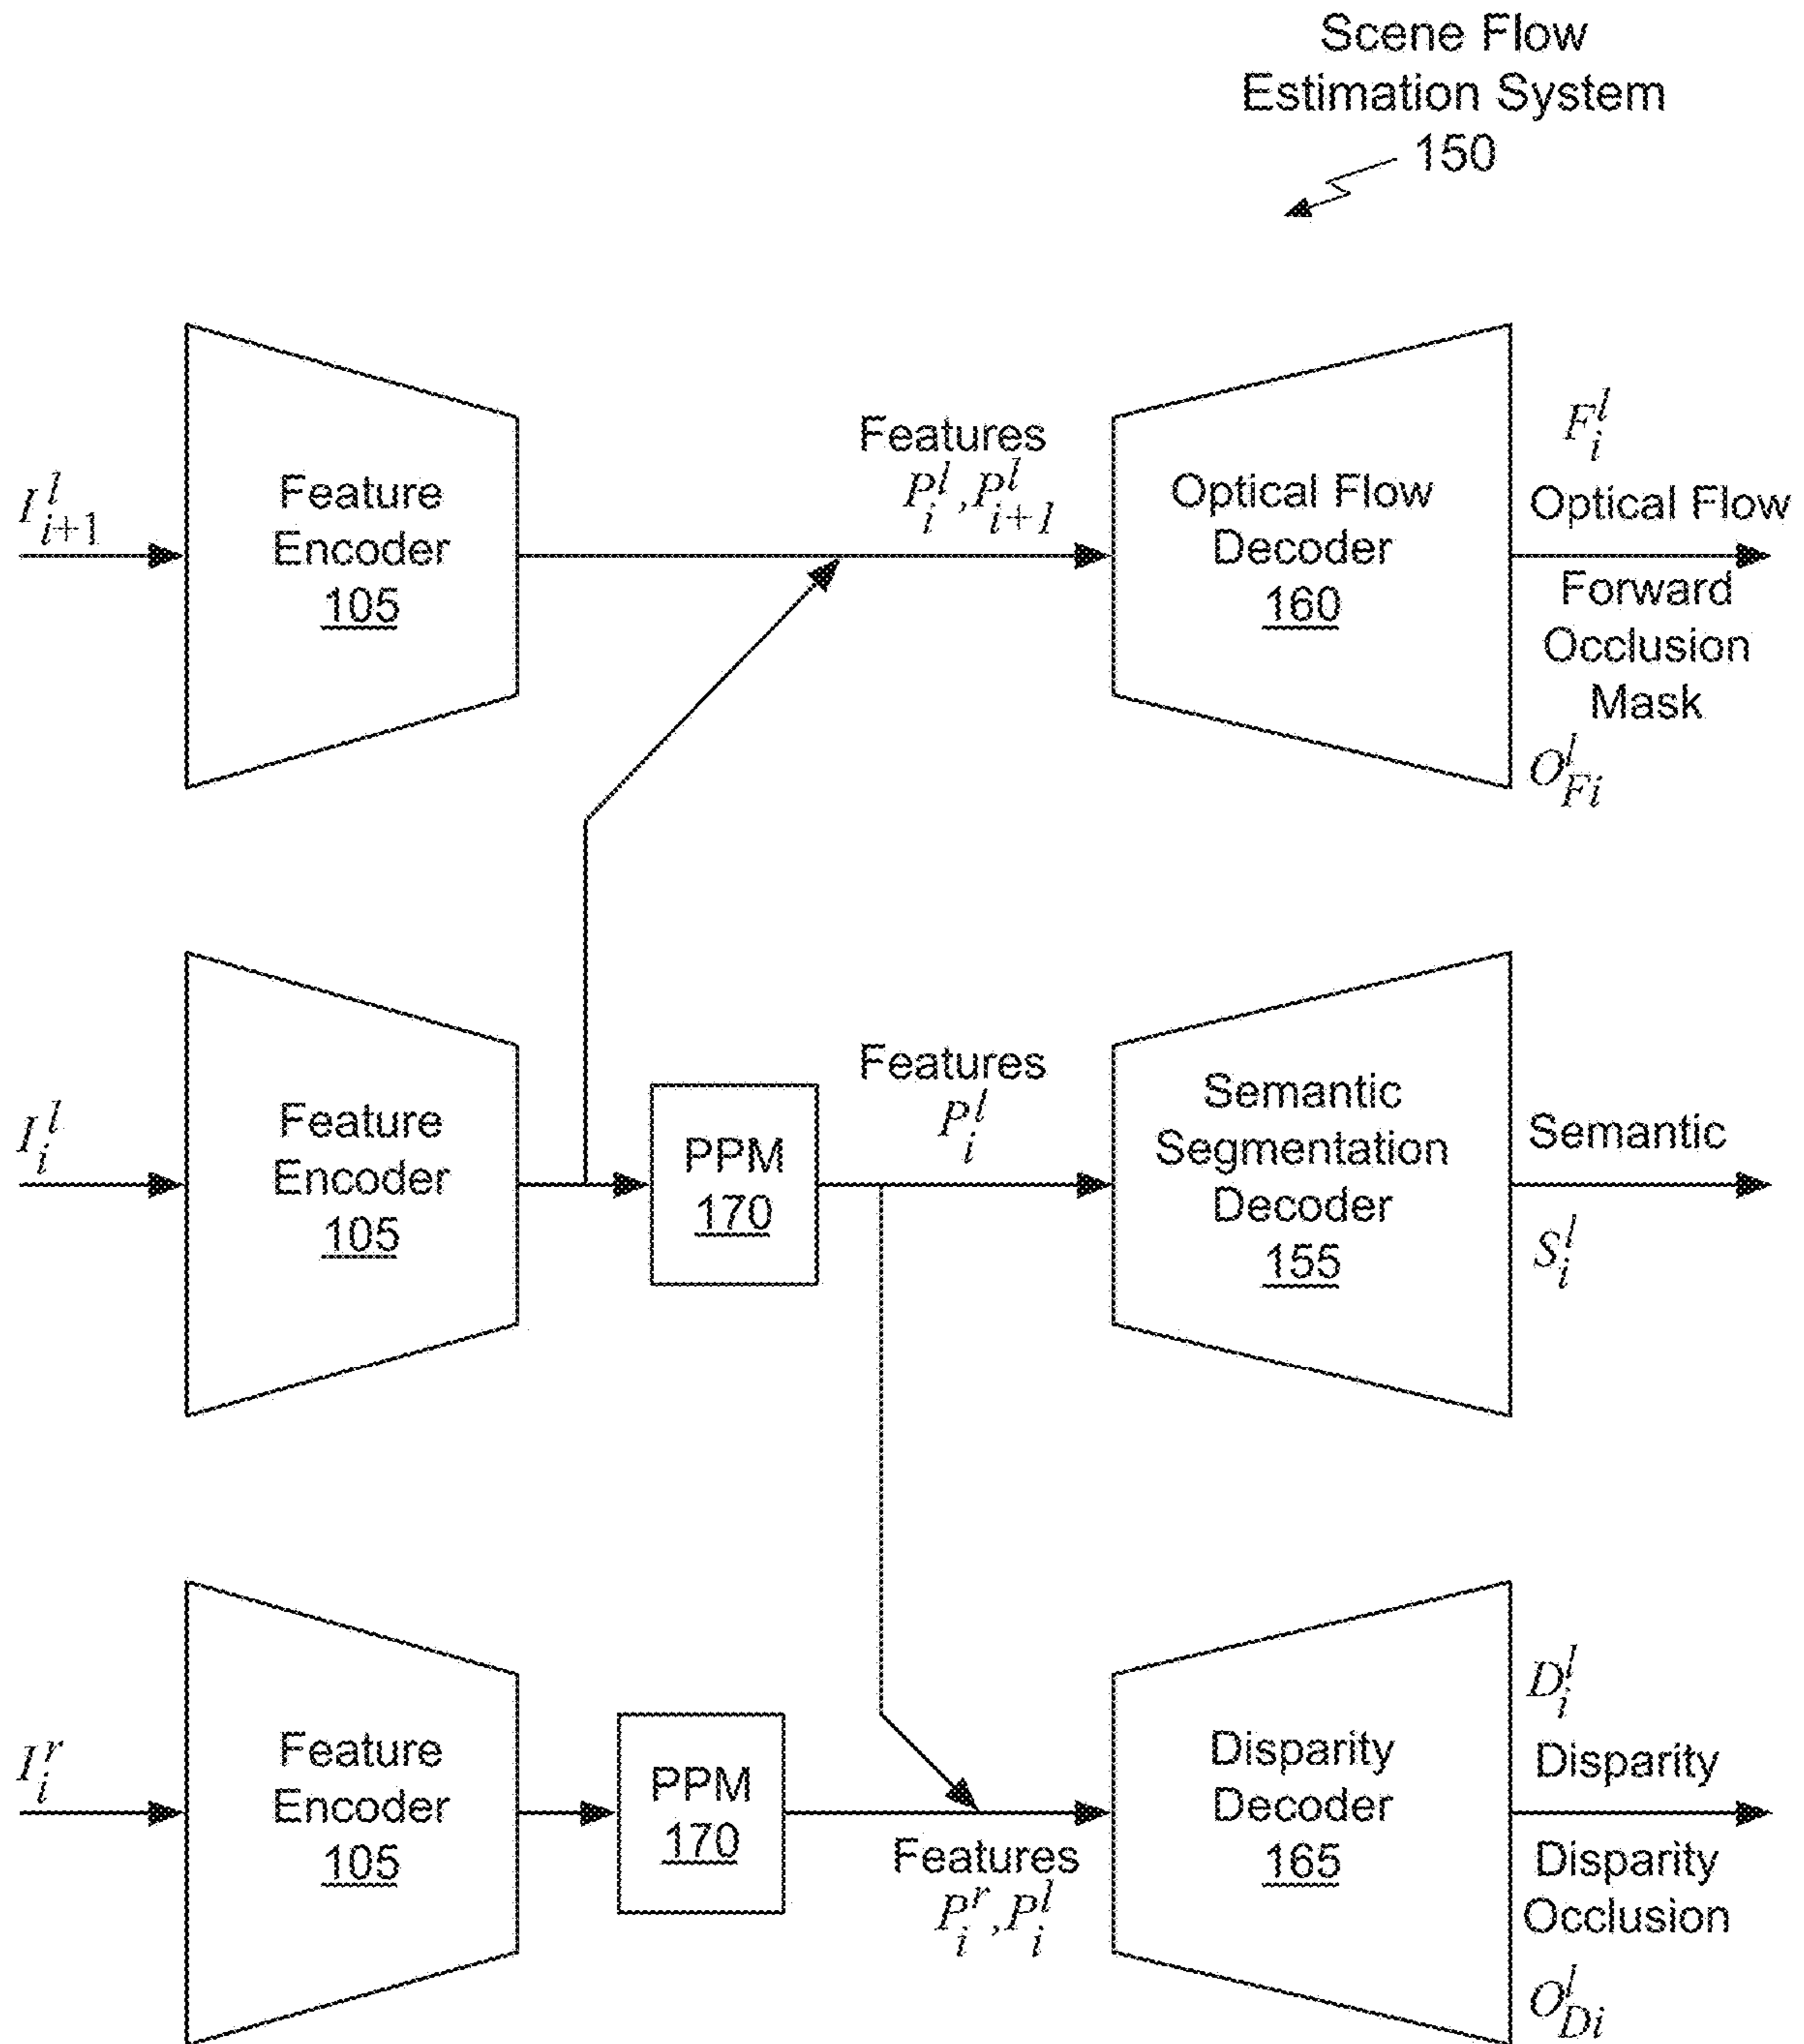 Scene Flow
Estimation System
150
I^l_{i+1}
Feature
Encoder
105
Features
P^l_i, P^l_{i+1}
Optical Flow
Decoder
160
F^l_i
Optical Flow
Forward
Occlusion
Mask
O^l_{Fi}
I^l_i
Feature
Encoder
105
PPM
170
Features
P^l_i
Semantic
Segmentation
Decoder
155
Semantic
S^l_i
I^r_i
Feature
Encoder
105
PPM
170
Features
P^r_i, P^l_i
Disparity
Decoder
165
D^l_i
Disparity
Disparity
Occlusion
O^l_{Di}